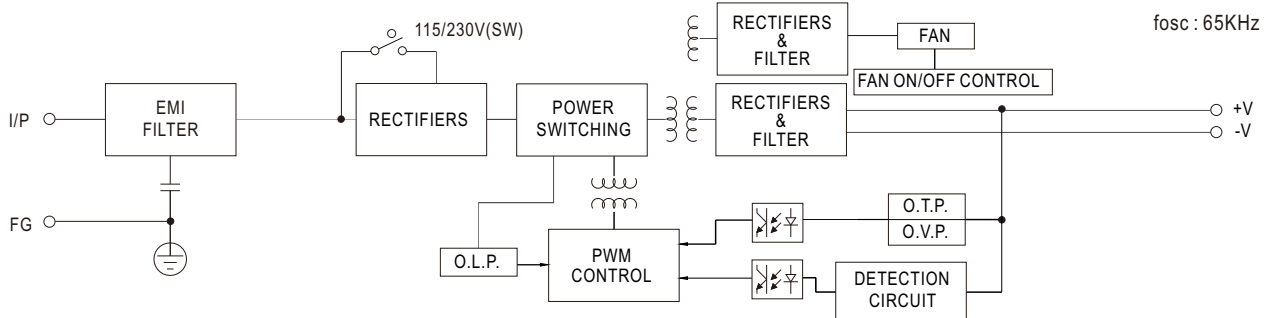 115/230V(SW)
RECTIFIERS
&
FILTER
FAN
FAN ON/OFF CONTROL
fosc : 65KHz
I/P
EMI
FILTER
RECTIFIERS
POWER
SWITCHING
RECTIFIERS
&
FILTER
+V
-V
FG
O.L.P.
PWM
CONTROL
O.T.P.
O.V.P.
DETECTION
CIRCUIT